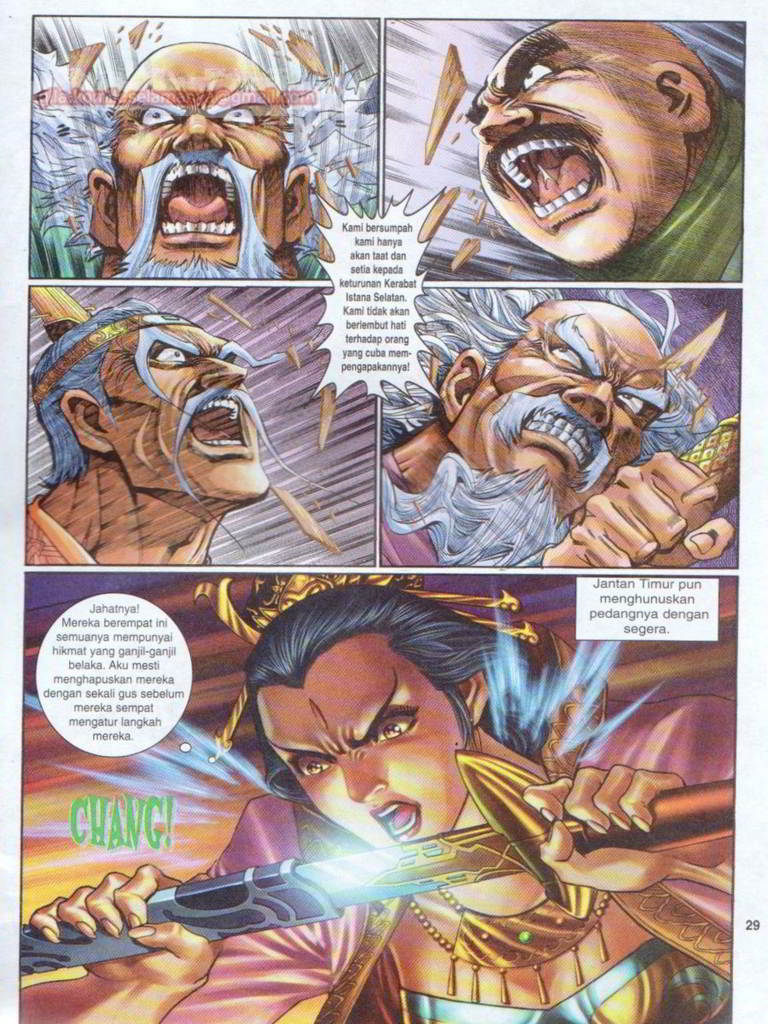 Kami bersumpah
kami hanya
akan taat dan
setia kepada
keturunan Kerabat
Istana Selatan.
Kami tidak akan
berlembut hati
terhadap orang
yang cuba mem-
pengapakannya!
Jahatnya!
Mereka berempat ini
semuanya mempunyai
hikmat yang ganjil-ganjil
belaka. Aku mesti
menghapuskan mereka
dengan sekali gus sebelum
mereka sempat
mengatur langkah
mereka.
Jantan Timur pun
menghunuskan
pedangnya dengan
segera.
CHANG!
29